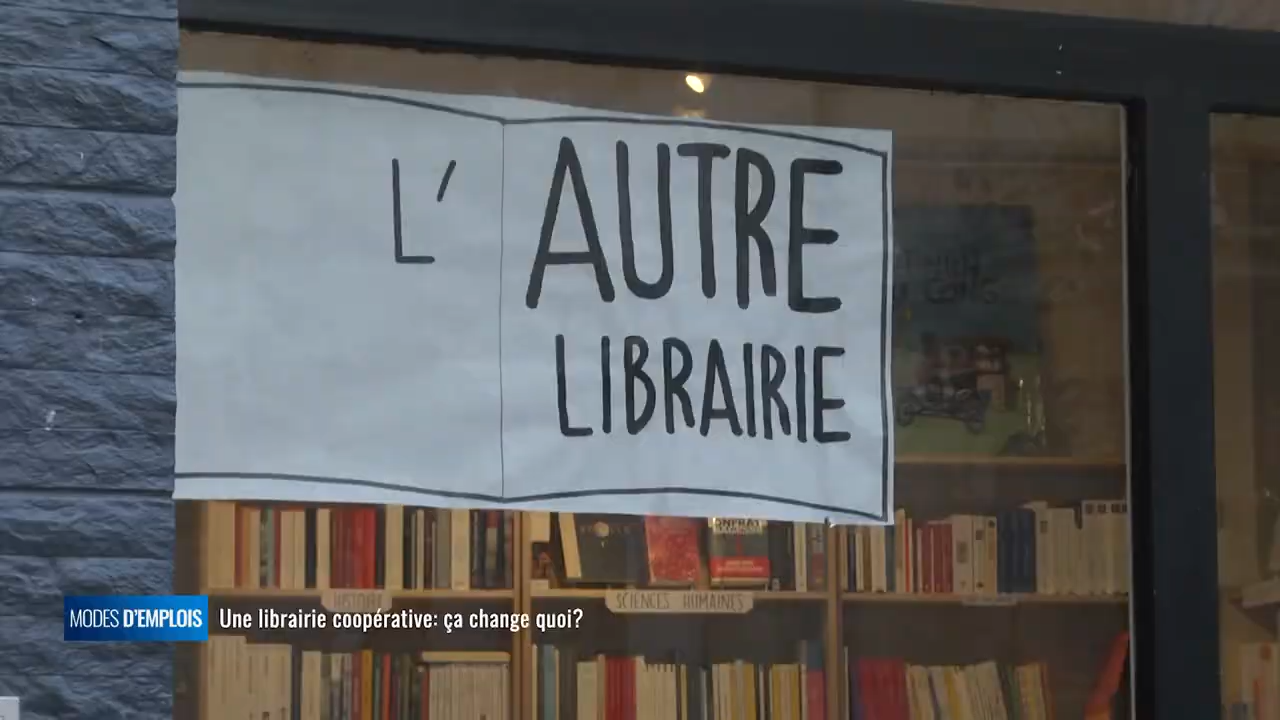 L' AUTRE
LIBRAIRIE
HISTOIRE
SCIENCES HUMAINES
MODES D'EMPLOIS Une librairie coopérative: ça change quoi?